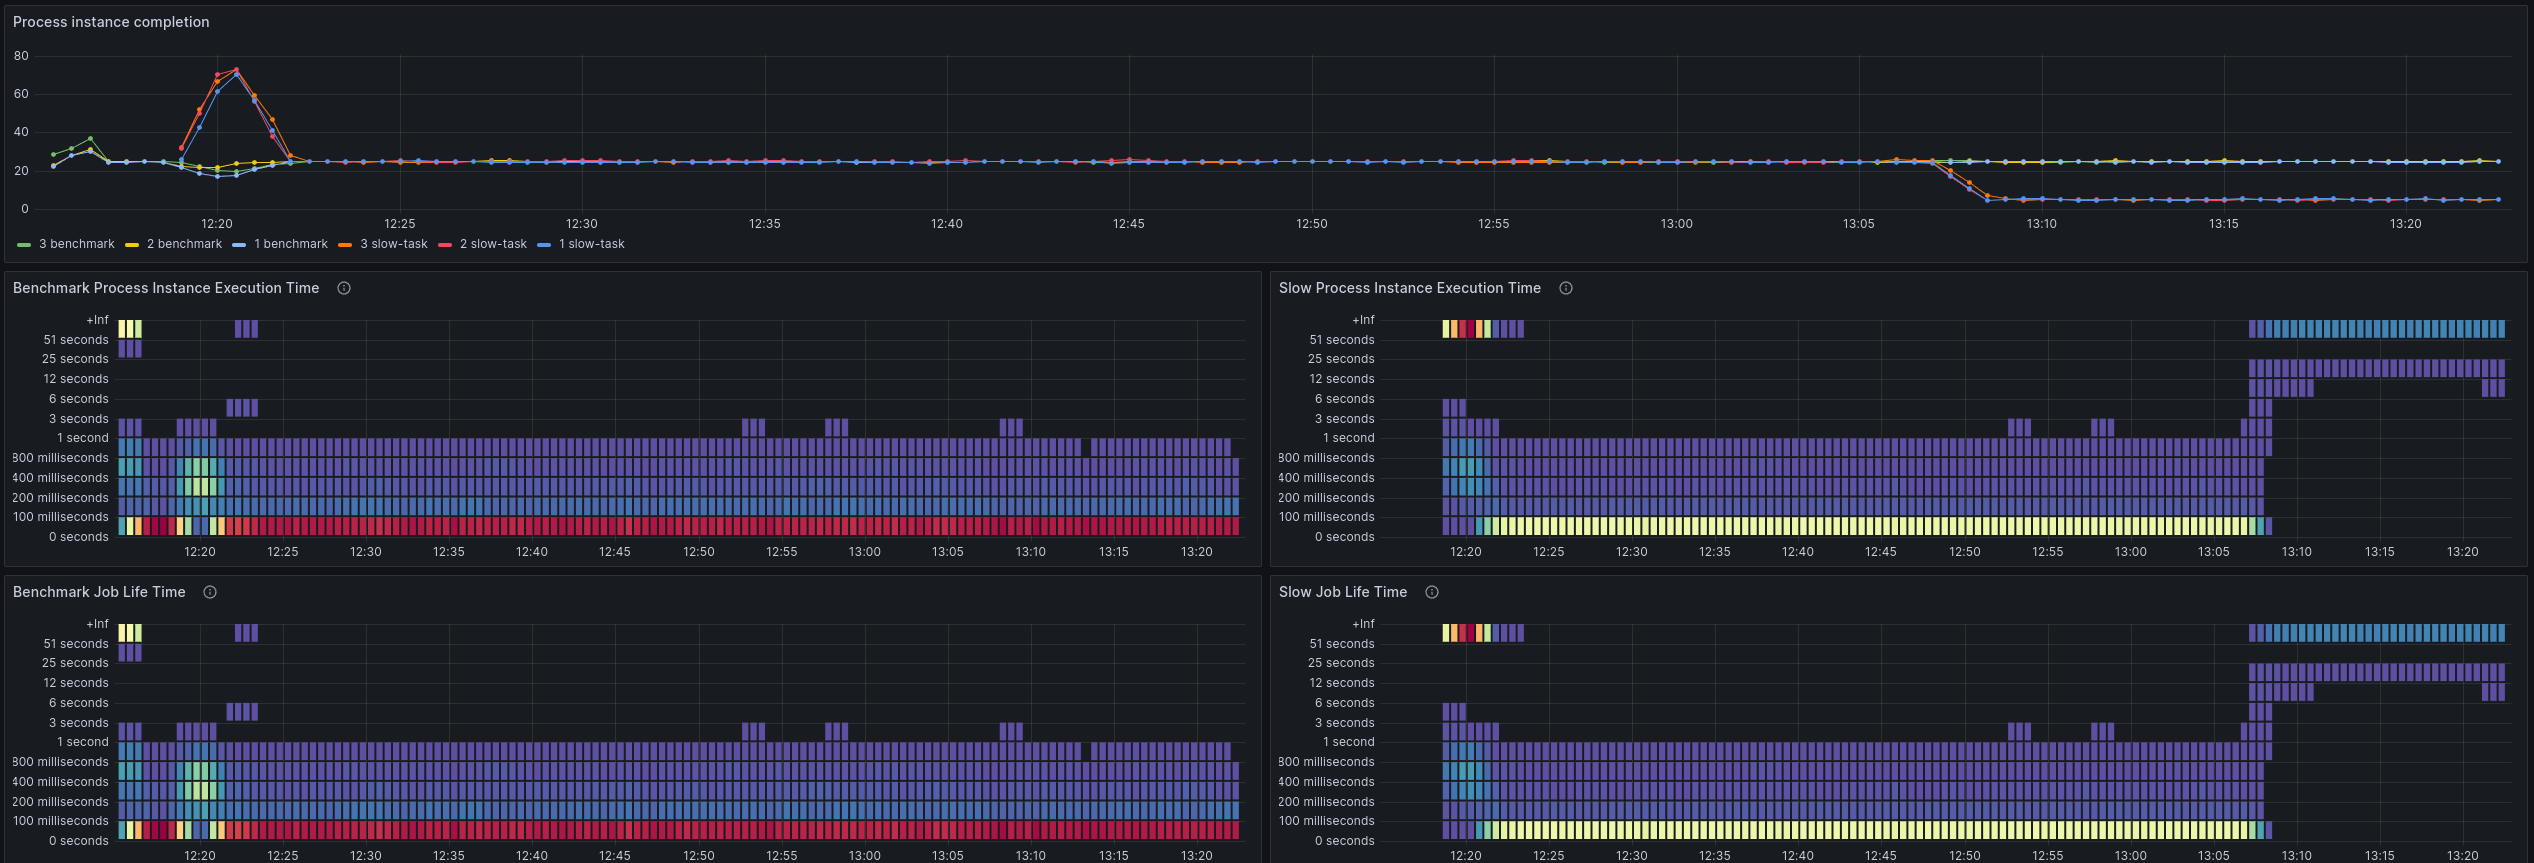 Process instance completion
80
60
40
20
0
12:20 12:25 12:30 12:35 12:40 12:45 12:50 12:55 13:00 13:05 13:10 13:15 13:20
3 benchmark 2 benchmark 1 benchmark 3 slow-task 2 slow-task 1 slow-task
Benchmark Process Instance Execution Time
+Inf
51 seconds
25 seconds
12 seconds
6 seconds
3 seconds
1 second
800 milliseconds
400 milliseconds
200 milliseconds
100 milliseconds
0 seconds
12:20 12:25 12:30 12:35 12:40 12:45 12:50 12:55 13:00 13:05 13:10 13:15 13:20
Slow Process Instance Execution Time
+Inf
51 seconds
25 seconds
12 seconds
6 seconds
3 seconds
1 second
800 milliseconds
400 milliseconds
200 milliseconds
100 milliseconds
0 seconds
12:20 12:25 12:30 12:35 12:40 12:45 12:50 12:55 13:00 13:05 13:10 13:15 13:20
Benchmark Job Life Time
+Inf
51 seconds
25 seconds
12 seconds
6 seconds
3 seconds
1 second
800 milliseconds
400 milliseconds
200 milliseconds
100 milliseconds
0 seconds
12:20 12:25 12:30 12:35 12:40 12:45 12:50 12:55 13:00 13:05 13:10 13:15 13:20
Slow Job Life Time
+Inf
51 seconds
25 seconds
12 seconds
6 seconds
3 seconds
1 second
800 milliseconds
400 milliseconds
200 milliseconds
100 milliseconds
0 seconds
12:20 12:25 12:30 12:35 12:40 12:45 12:50 12:55 13:00 13:05 13:10 13:15 13:20